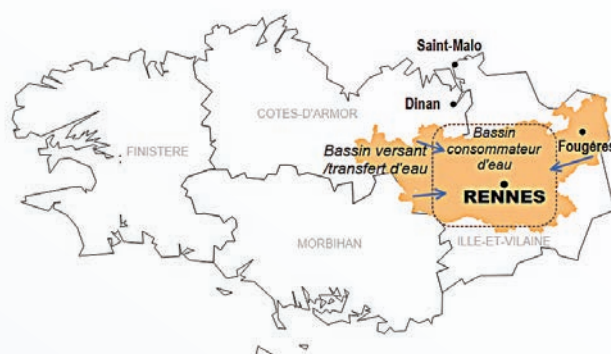 Saint-Malo
Dinan
COTES-D'ARMOR
FINISTERE
Bassin
consommateur
d'eau
Fougères
Bassin versant
/transfert d'eau
RENNES
MORBIHAN
ILLE-ET-VILAINE